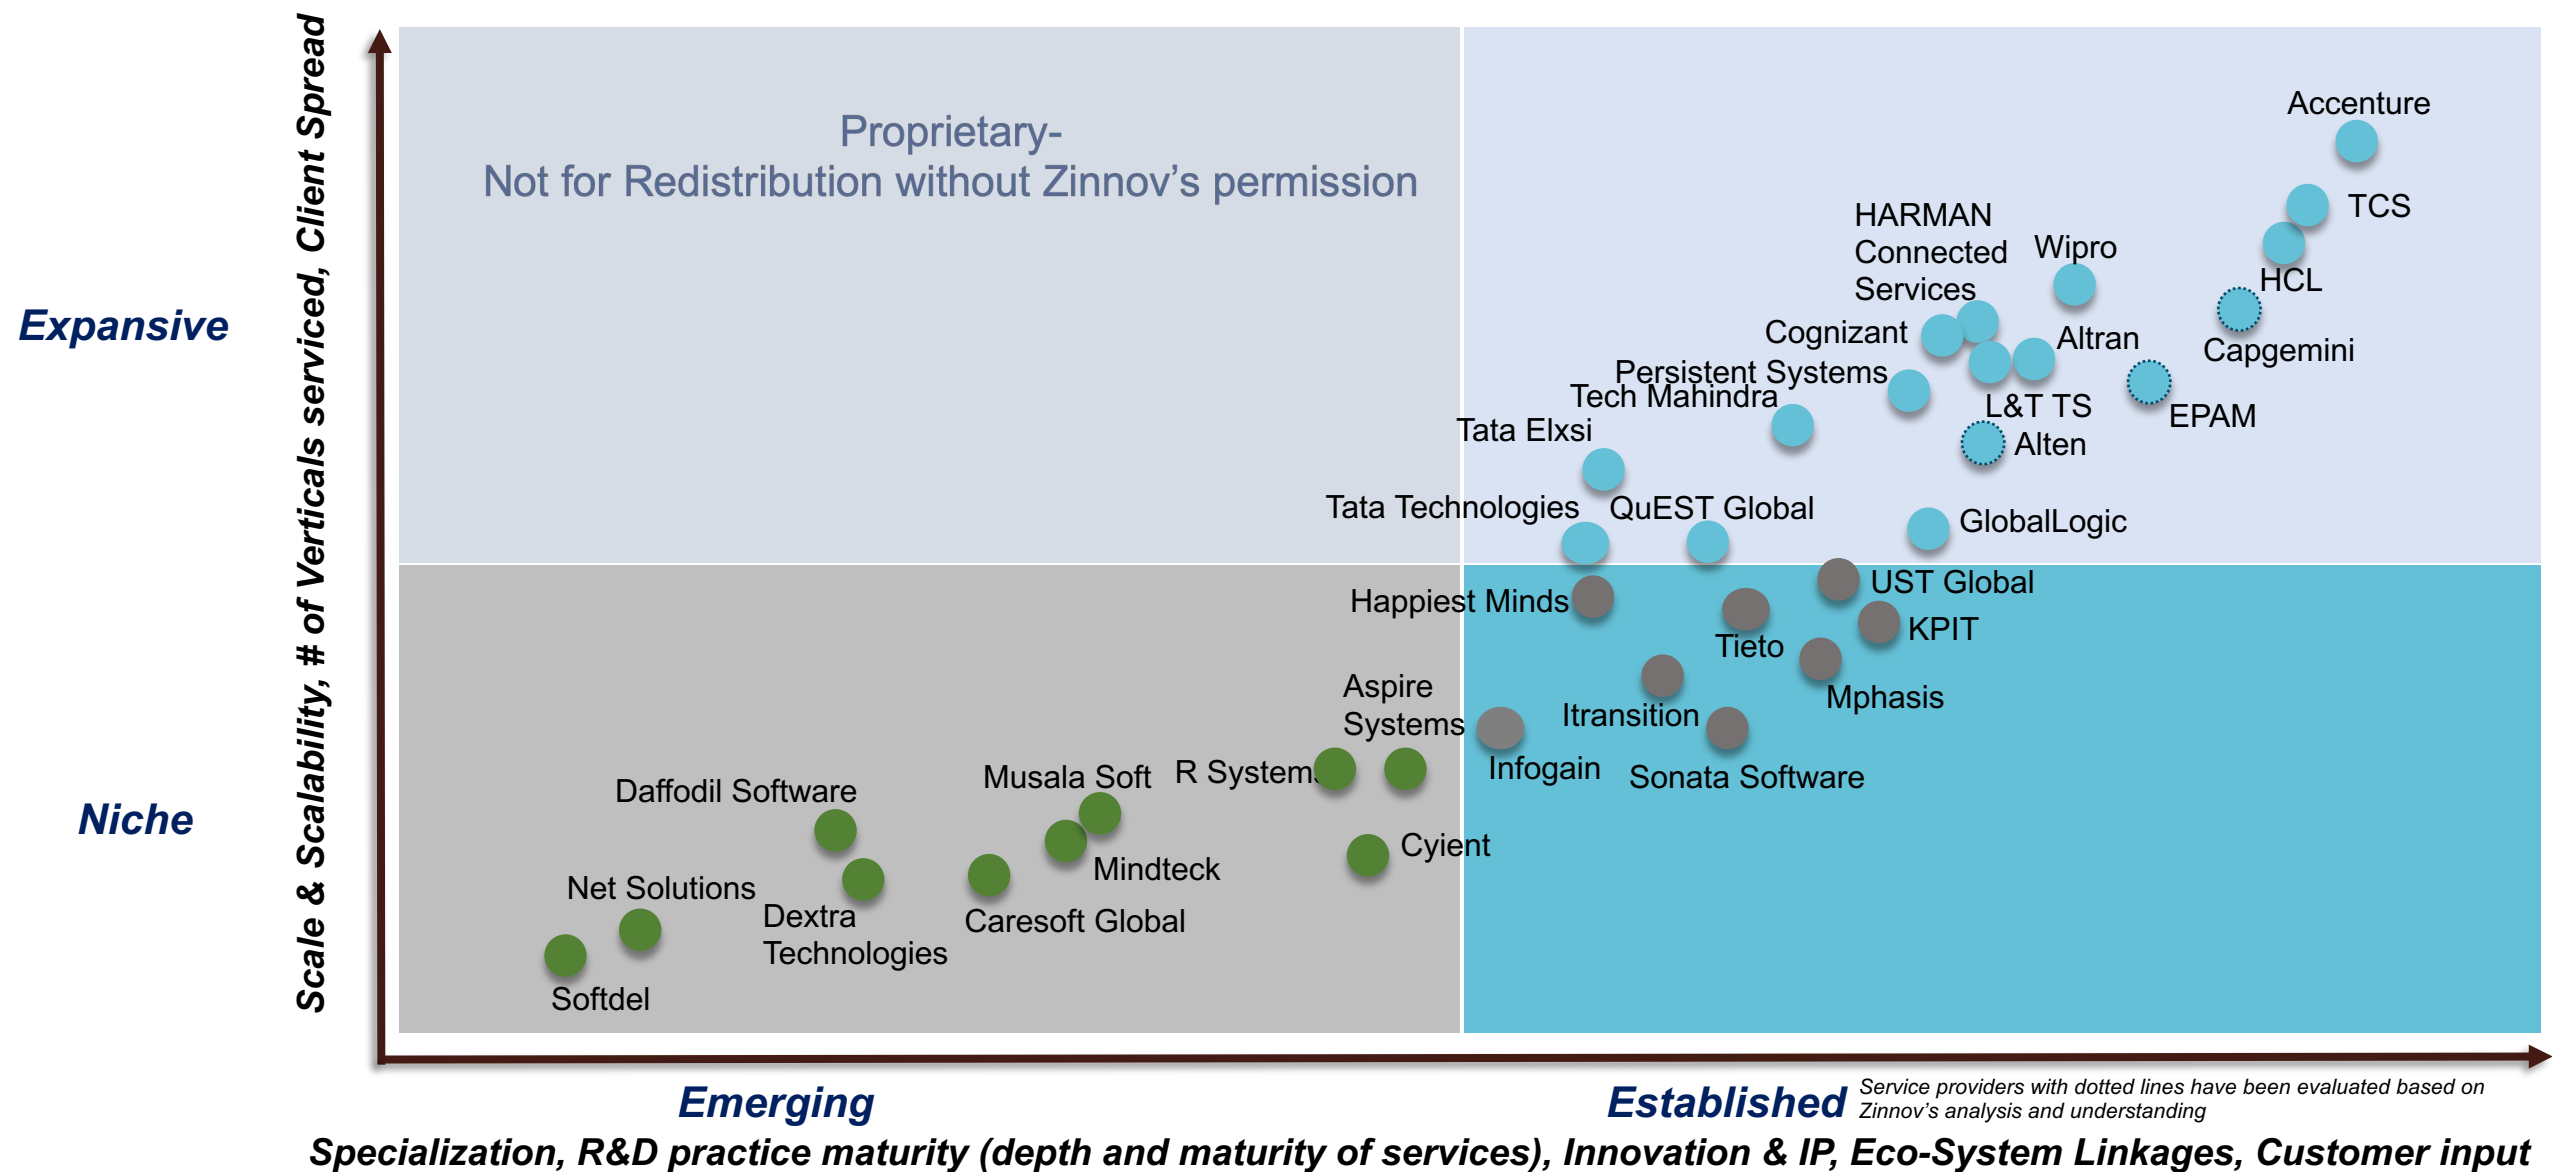 Scale & Scalability, # of Verticals serviced, Client Spread
Expansive
Niche
Proprietary-
Not for Redistribution without Zinnov’s permission
Accenture
TCS
HARMAN
Connected
Services
Wipro
HCL
Cognizant
Altran
Capgemini
Persistent Systems
Tech Mahindra
L&T TS
EPAM
Tata Elxsi
Alten
Tata Technologies
QuEST Global
GlobalLogic
Happiest Minds
UST Global
KPIT
Tieto
Aspire
Systems
Mphasis
Itransition
Infogain
Sonata Software
Daffodil Software
Musala Soft
R Systems
Cyient
Mindteck
Net Solutions
Dextra
Technologies
Caresoft Global
Softdel
Emerging
Established
Service providers with dotted lines have been evaluated based on
Zinnov’s analysis and understanding
Specialization, R&D practice maturity (depth and maturity of services), Innovation & IP, Eco-System Linkages, Customer input